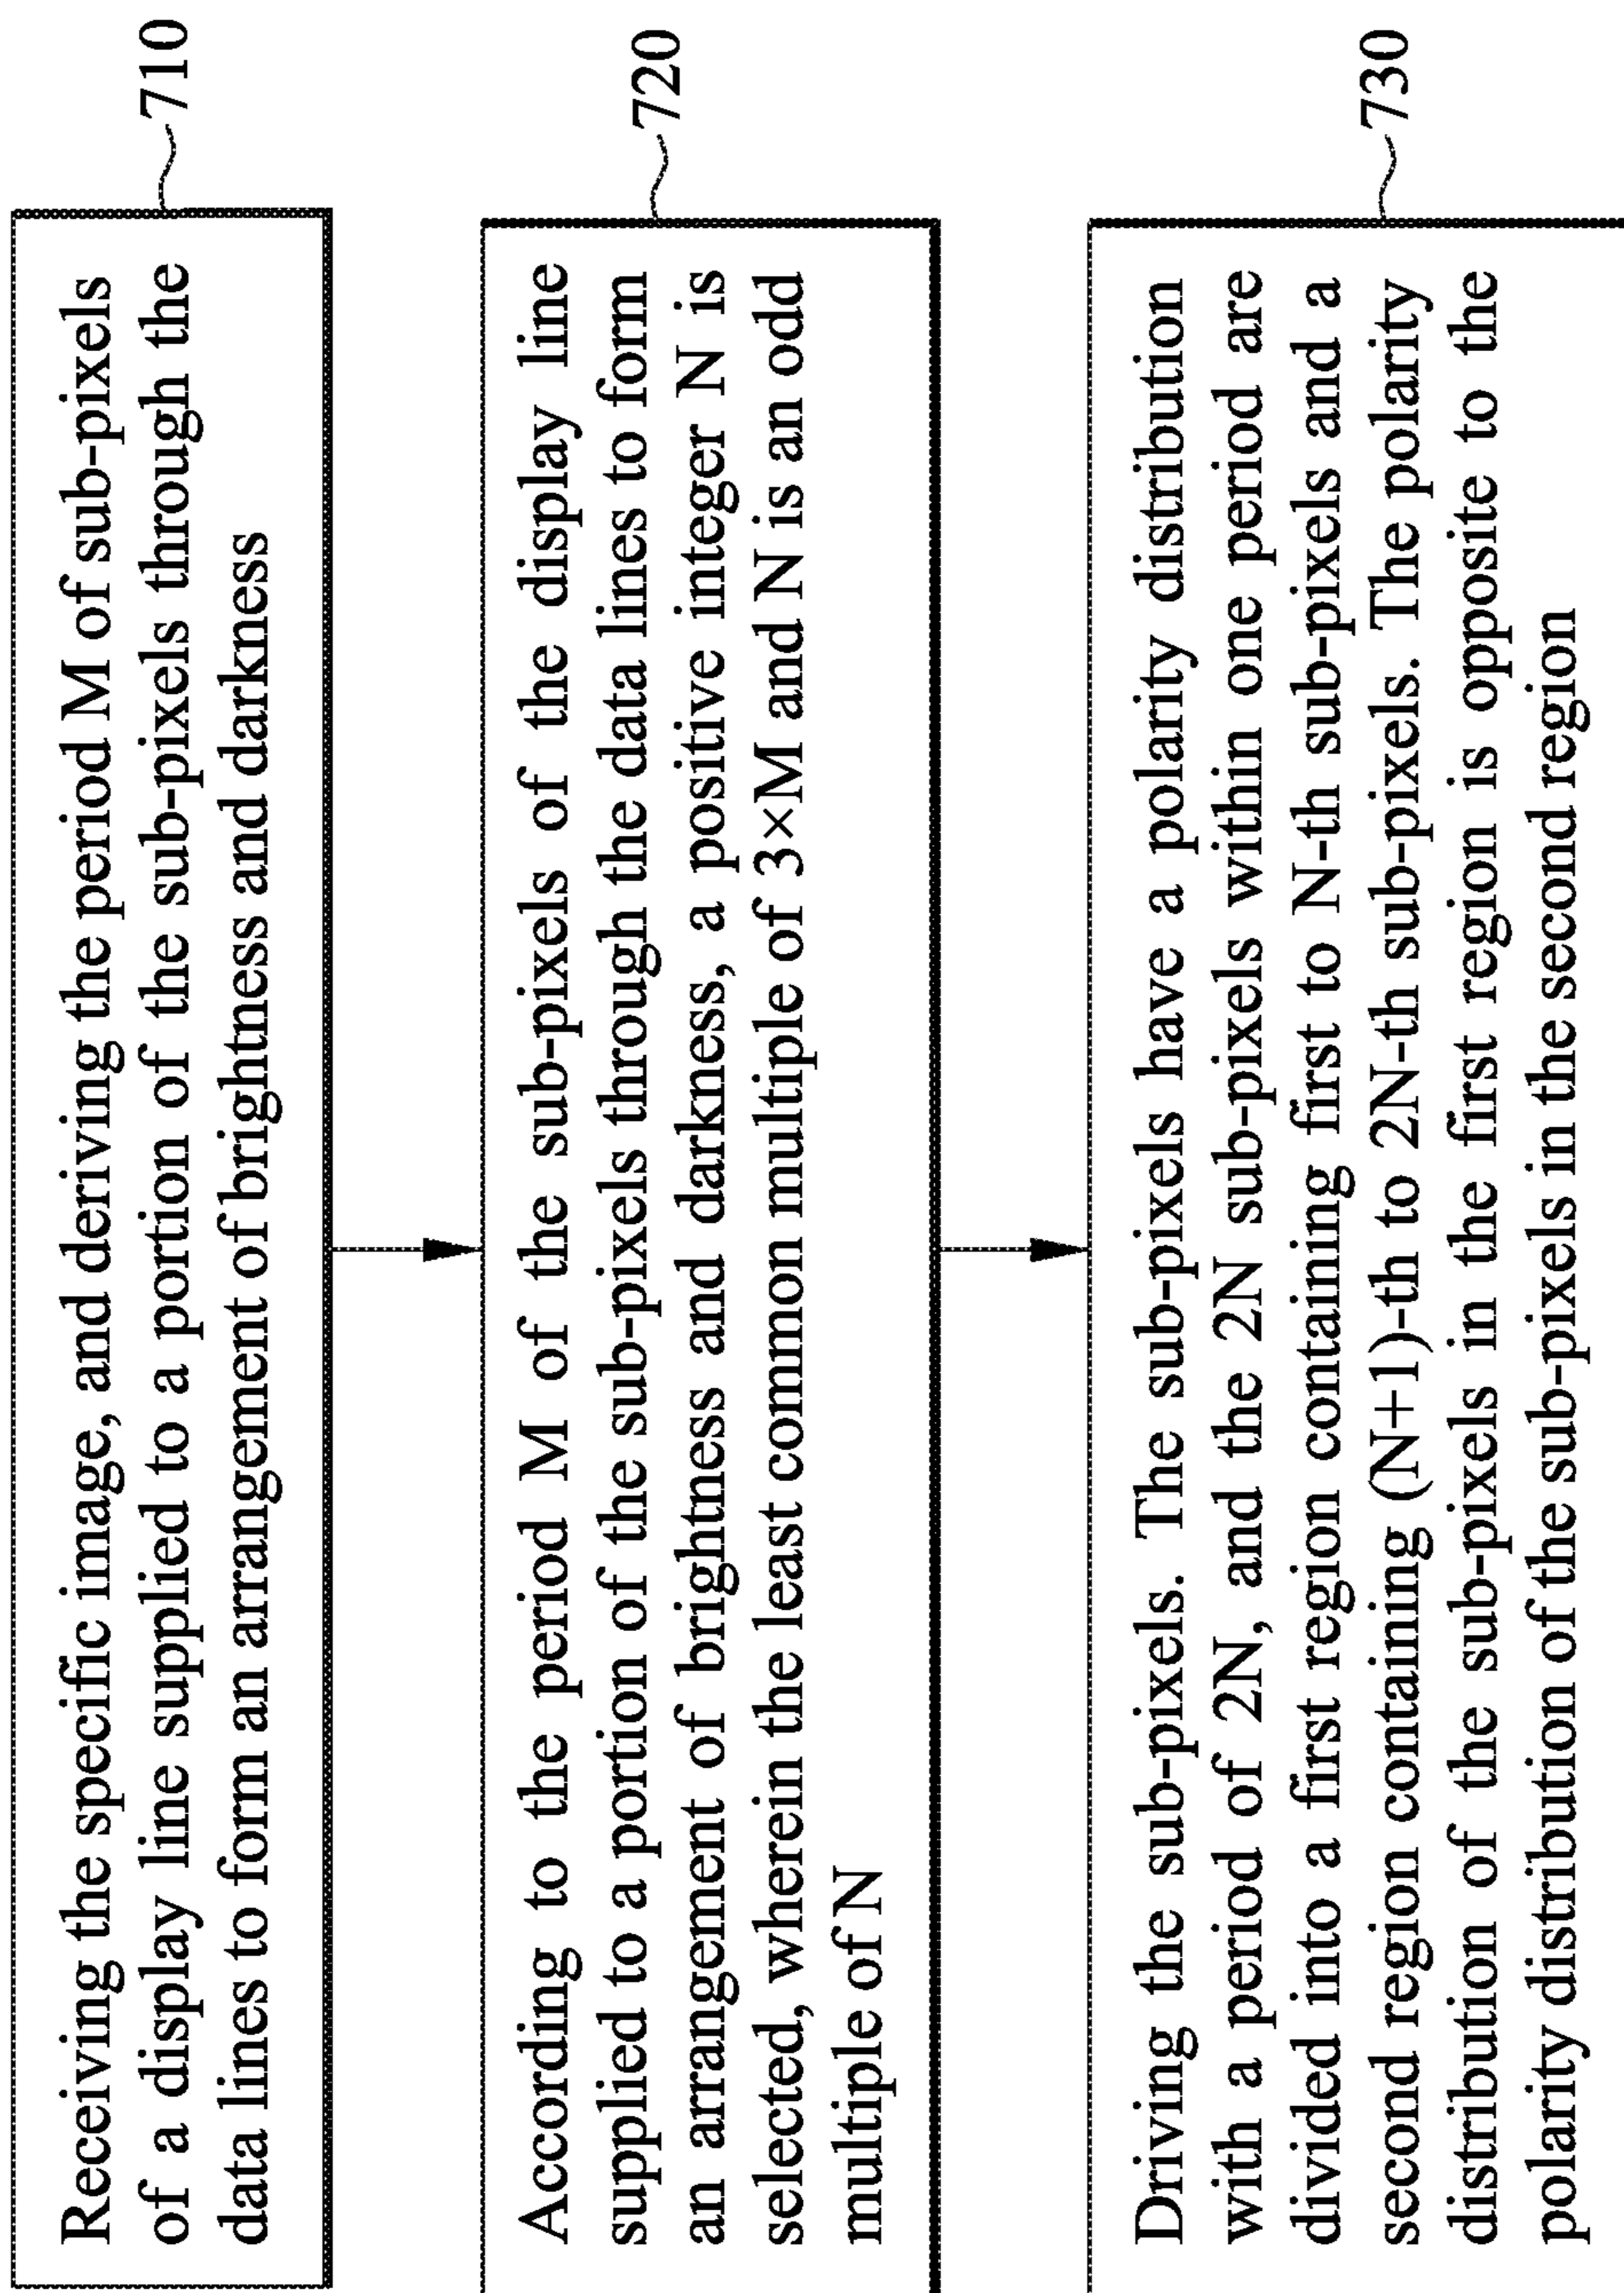 Receiving the specific image, and deriving the period M of sub-pixels
of a display line supplied to a portion of the sub-pixels through the
data lines to form an arrangement of brightness and darkness
710
According to the period M of the sub-pixels of the display line
supplied to a portion of the sub-pixels through the data lines to form
an arrangement of brightness and darkness, a positive integer N is
selected, wherein the least common multiple of 3×M and N is an odd
multiple of N
720
Driving the sub-pixels. The sub-pixels have a polarity distribution
with a period of 2N, and the 2N sub-pixels within one period are
divided into a first region containing first to N-th sub-pixels and a
second region containing (N+1)-th to 2N-th sub-pixels. The polarity
distribution of the sub-pixels in the first region is opposite to the
polarity distribution of the sub-pixels in the second region
730